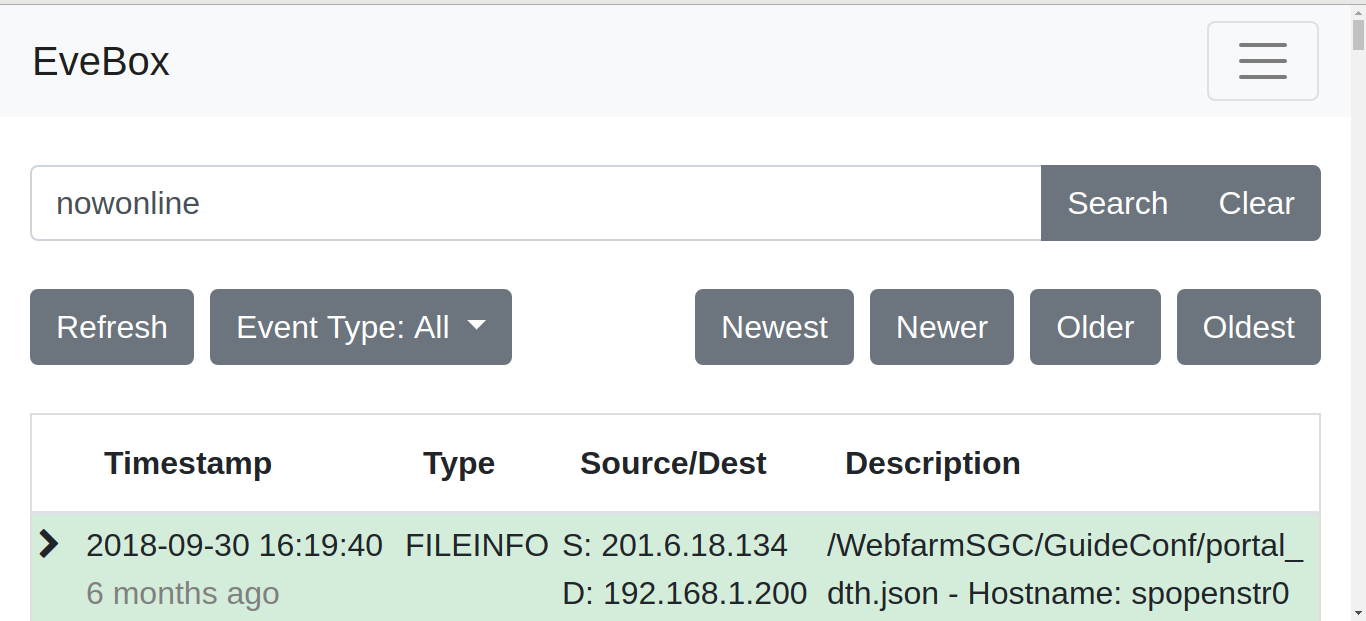 EveBox
nowonline Search Clear
Refresh Event Type: All Newest Newer Older Oldest
Timestamp Type Source/Dest Description
2018-09-30 16:19:40 FILEINFO S: 201.6.18.134 /WebfarmSGC/GuideConf/portal_
6 months ago D: 192.168.1.200 dth.json - Hostname: spopenstr0